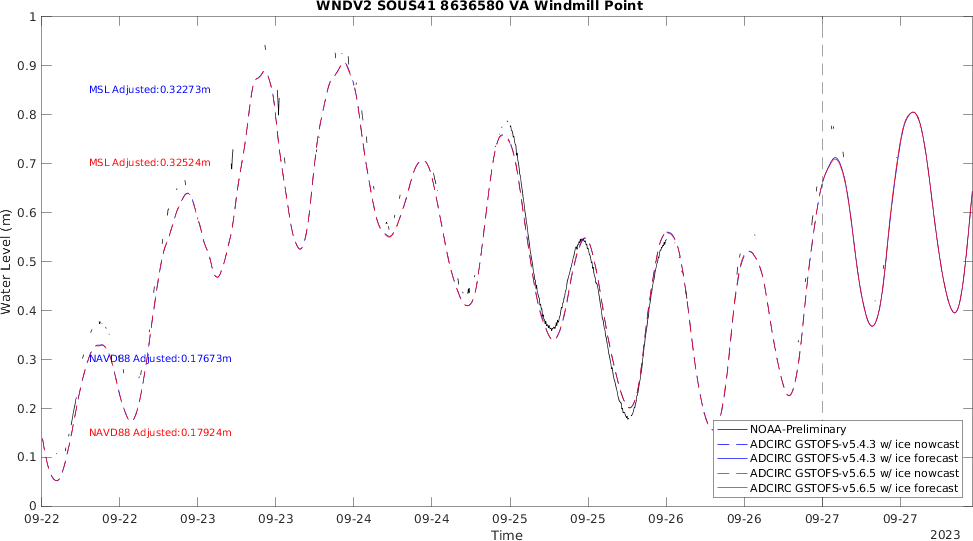 WNDV2 SOUS41 8636580 VA Windmill Point
1
0.9
0.8
0.7
0.6
0.5
0.4
0.3
0.2
0.1
0
Water Level (m)
MSL Adjusted:0.32273m
MSL Adjusted:0.32524m
NAVD88 Adjusted:0.17673m
NAVD88 Adjusted:0.17924m
NOAA-Preliminary
ADCIRC GSTOFS-v5.4.3 w/ ice nowcast
ADCIRC GSTOFS-v5.4.3 w/ ice forecast
ADCIRC GSTOFS-v5.6.5 w/ ice nowcast
ADCIRC GSTOFS-v5.6.5 w/ ice forecast
09-22 09-22 09-23 09-23 09-24 09-24 09-25 09-25 09-26 09-26 09-27 09-27
Time
2023